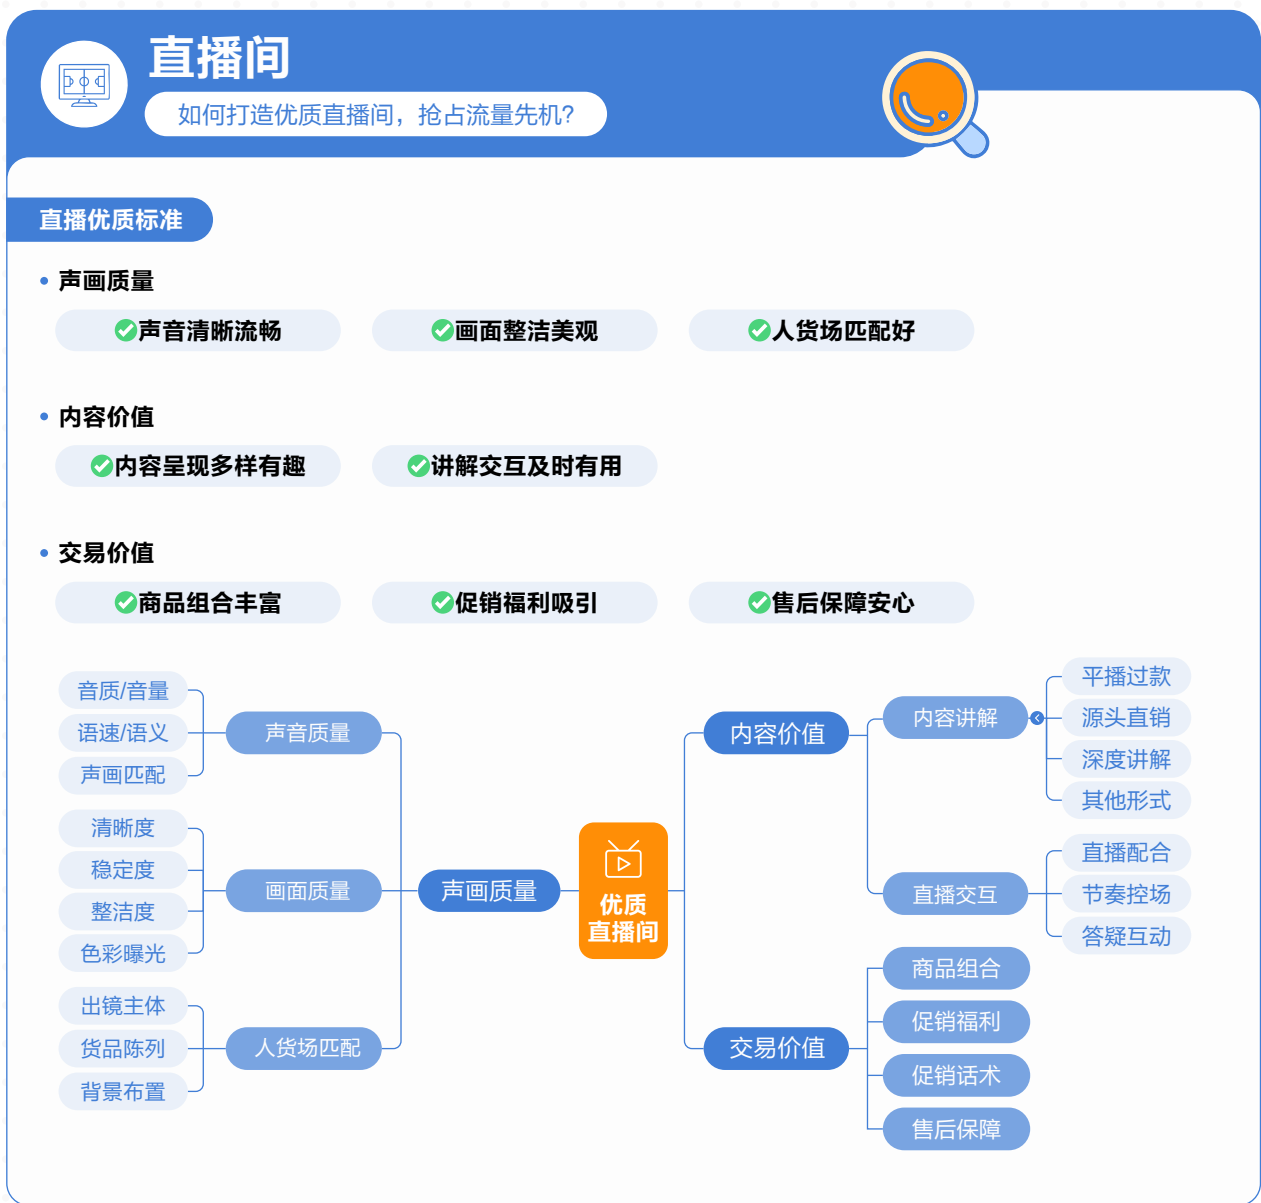 直播间
如何打造优质直播间，抢占流量先机？
直播优质标准
声画质量
声音清晰流畅
画面整洁美观
人货场匹配好
内容价值
内容呈现多样有趣
讲解交互及时有用
交易价值
商品组合丰富
促销福利吸引
售后保障安心
音质/音量
语速/语义
声画匹配
声音质量
清晰度
稳定度
整洁度
色彩曝光
画面质量
出镜主体
货品陈列
背景布置
人货场匹配
声画质量
优质
直播间
内容价值
内容讲解
平播过款
源头直销
深度讲解
其他形式
直播交互
直播配合
节奏控场
答疑互动
交易价值
商品组合
促销福利
促销话术
售后保障